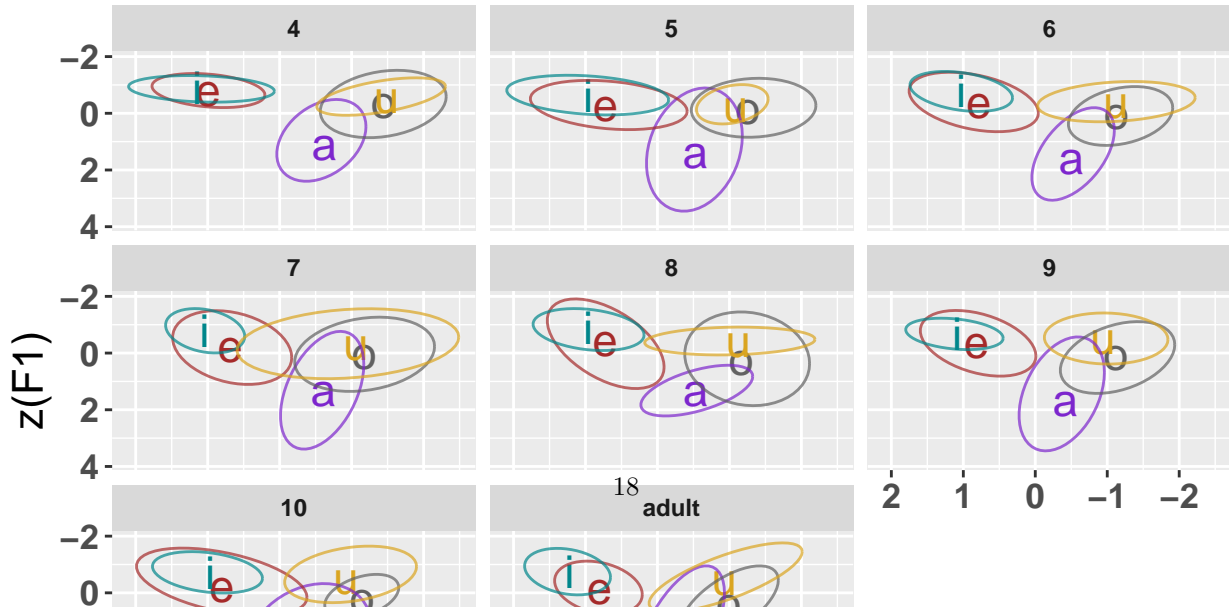 4 5 6
−2
0
2
4
i e a u o
i e a u o
i e a u o
7 8 9
z(F1)
−2
0
2
4
i e a u o
i e a u o
i e a u o
2 1 0 −1 −2
18
10 adult
−2
0
i e u o
i e u o